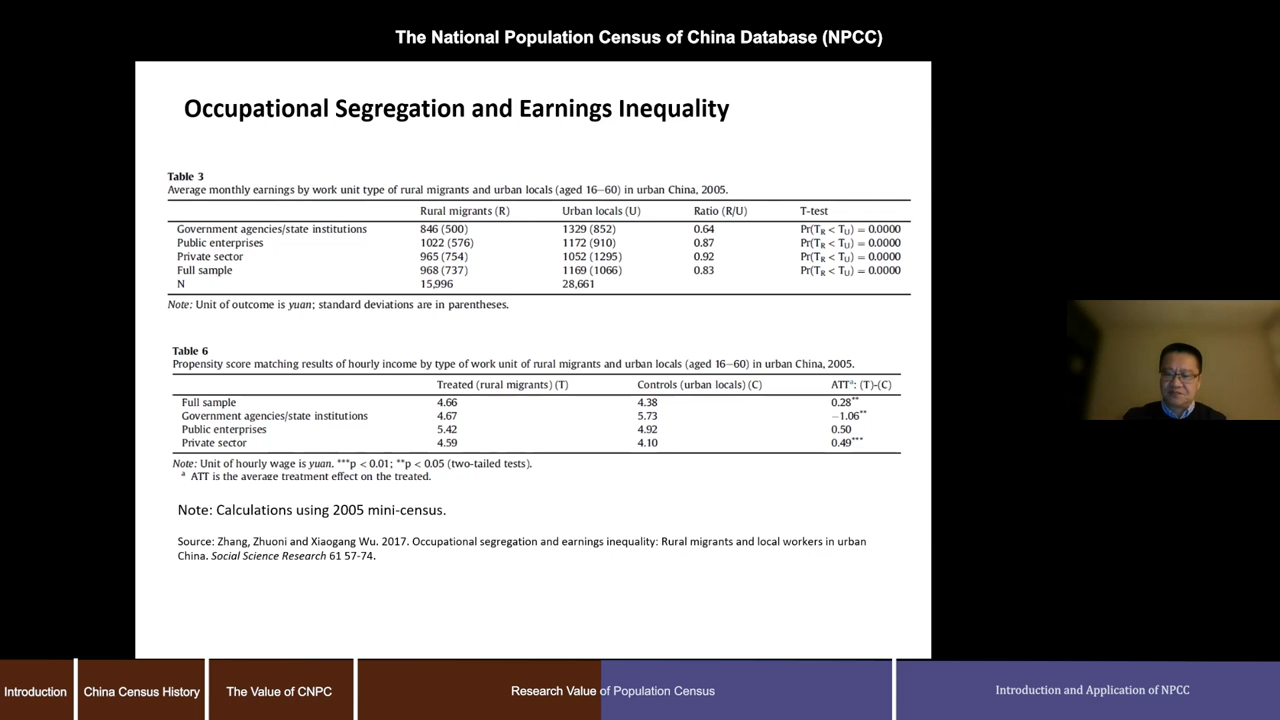 The National Population Census of China Database (NPCC)
Occupational Segregation and Earnings Inequality
Table 3
Average monthly earnings by work unit type of rural migrants and urban locals (aged 16–60) in urban China, 2005.
Rural migrants (R) Urban locals (U) Ratio (R/U) T-test
Government agencies/state institutions 846 (500) 1329 (852) 0.64 Pr(TR < TU) = 0.0000
Public enterprises 1022 (576) 1172 (910) 0.87 Pr(TR < TU) = 0.0000
Private sector 965 (754) 1052 (1295) 0.92 Pr(TR < TU) = 0.0000
Full sample 968 (737) 1169 (1066) 0.83 Pr(TR < TU) = 0.0000
N 15,996 28,661
Note: Unit of outcome is yuan; standard deviations are in parentheses.
Table 6
Propensity score matching results of hourly income by type of work unit of rural migrants and urban locals (aged 16–60) in urban China, 2005.
Treated (rural migrants) (T) Controls (urban locals) (C) ATTa: (T)-(C)
Full sample 4.66 4.38 0.28**
Government agencies/state institutions 4.67 5.73 −1.06**
Public enterprises 5.42 4.92 0.50
Private sector 4.59 4.10 0.49***
Note: Unit of hourly wage is yuan. ***p < 0.01; **p < 0.05 (two-tailed tests).
a ATT is the average treatment effect on the treated.
Note: Calculations using 2005 mini-census.
Source: Zhang, Zhuoni and Xiaogang Wu. 2017. Occupational segregation and earnings inequality: Rural migrants and local workers in urban
China. Social Science Research 61 57-74.
Introduction China Census History The Value of CNPC Research Value of Population Census Introduction and Application of NPCC